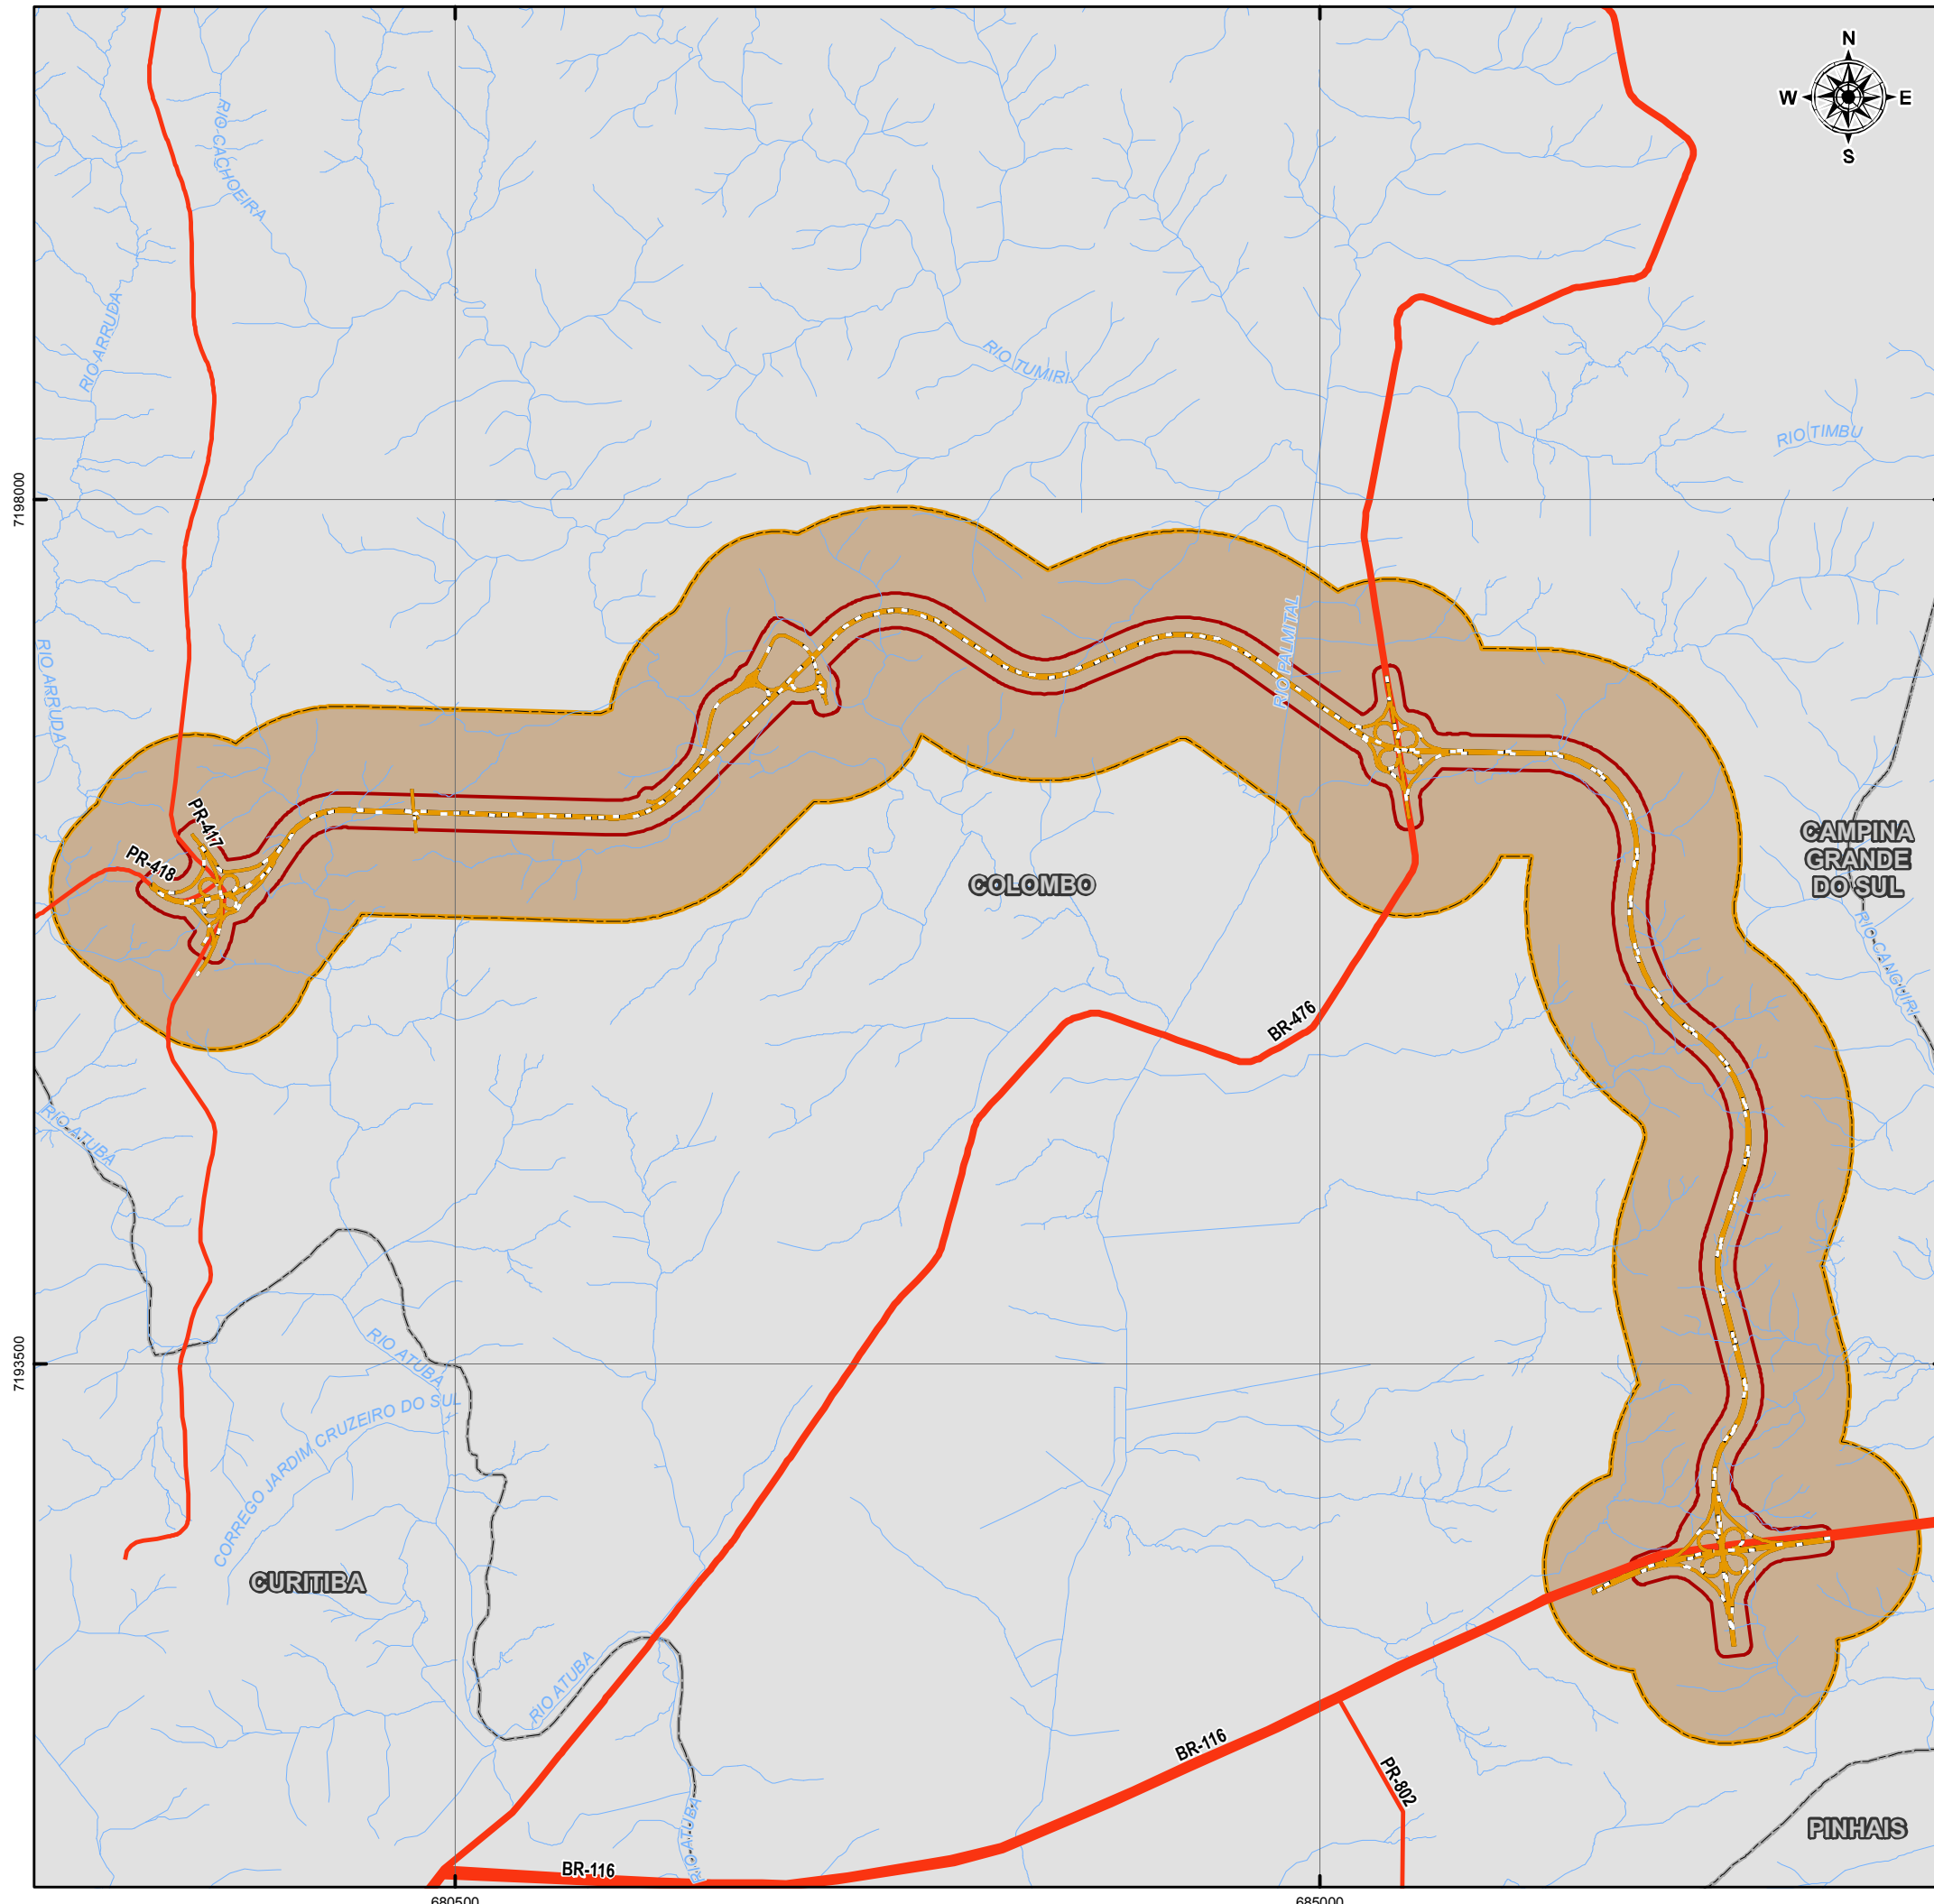 N
W E
S
RIO CACHOEIRA
RIO ARRUDA
RIO TUMIRI
RIO TIMBU
7198000
RIO PALMITAL
RIO ARRUDA
PR-417
PR-418
CAMPINA
GRANDE
DO SUL
COLOMBO
RIO CANGUIRI
BR-476
RIO ATUBA
7193500
RIO ATUBA
CORREGO JARDIM CRUZEIRO DO SUL
CURITIBA
RIO ATUBA
BR-116
PR-802
RIO ATUBA
PINHAIS
BR-116
680500
685000